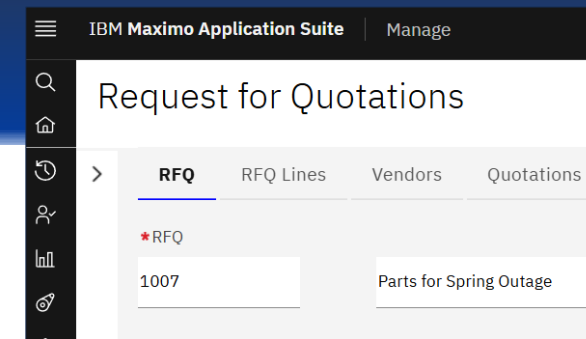 IBM Maximo Application Suite Manage
Request for Quotations
RFQ RFQ Lines Vendors Quotations
*RFQ
1007 Parts for Spring Outage